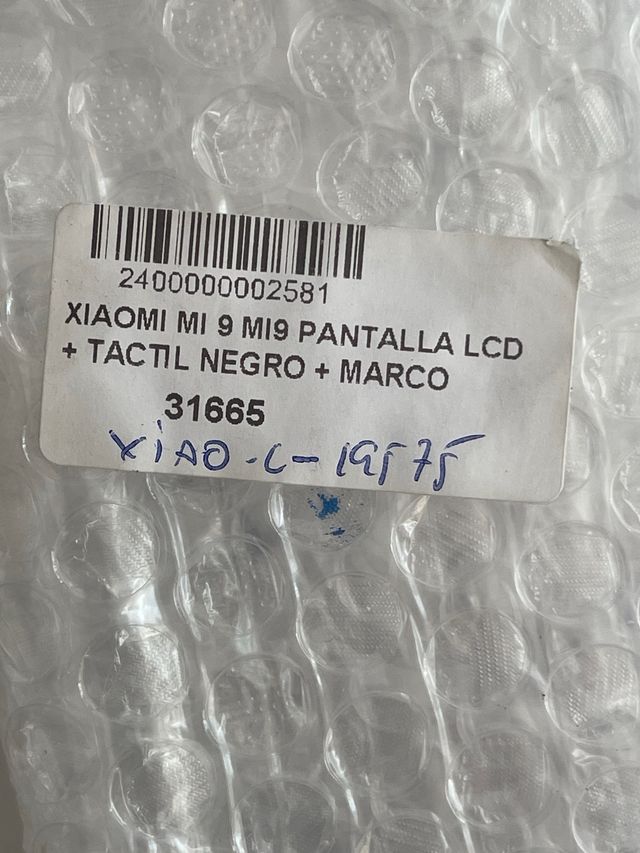 2400000002581
XIAOMI MI 9 MI9 PANTALLA LCD
+ TACTIL NEGRO + MARCO
31665
XiAO.C-19575